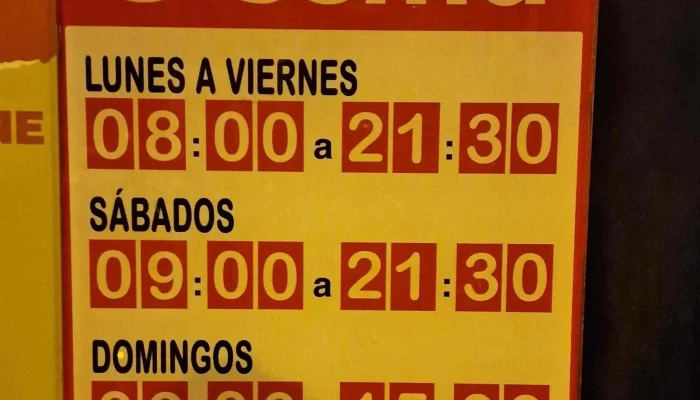 LUNES A VIERNES
08:00 a 21:30
SÁBADOS
09:00 a 21:30
DOMINGOS